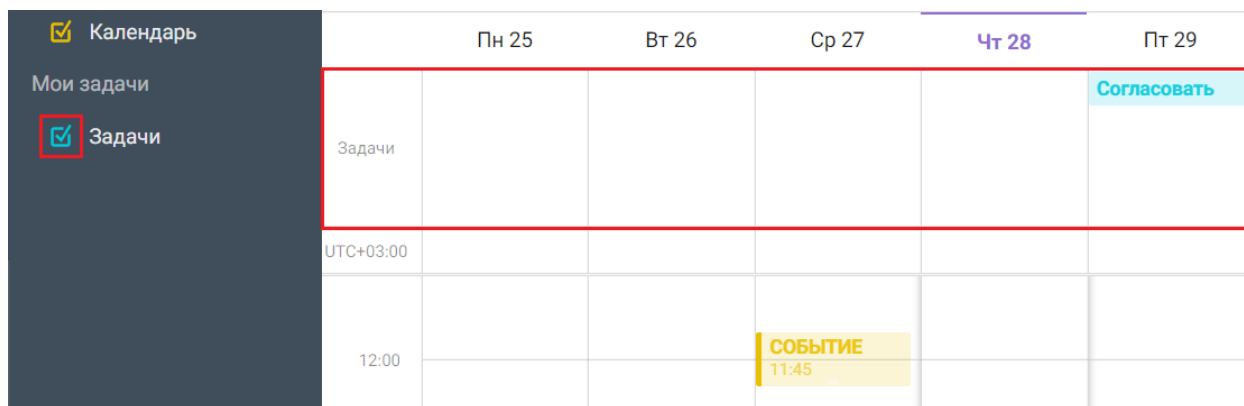 Календарь
Мои задачи
Задачи
Пн 25 Вт 26 Ср 27 Чт 28 Пт 29
Согласовать
Задачи
UTC+03:00
12:00
СОБЫТИЕ
11:45